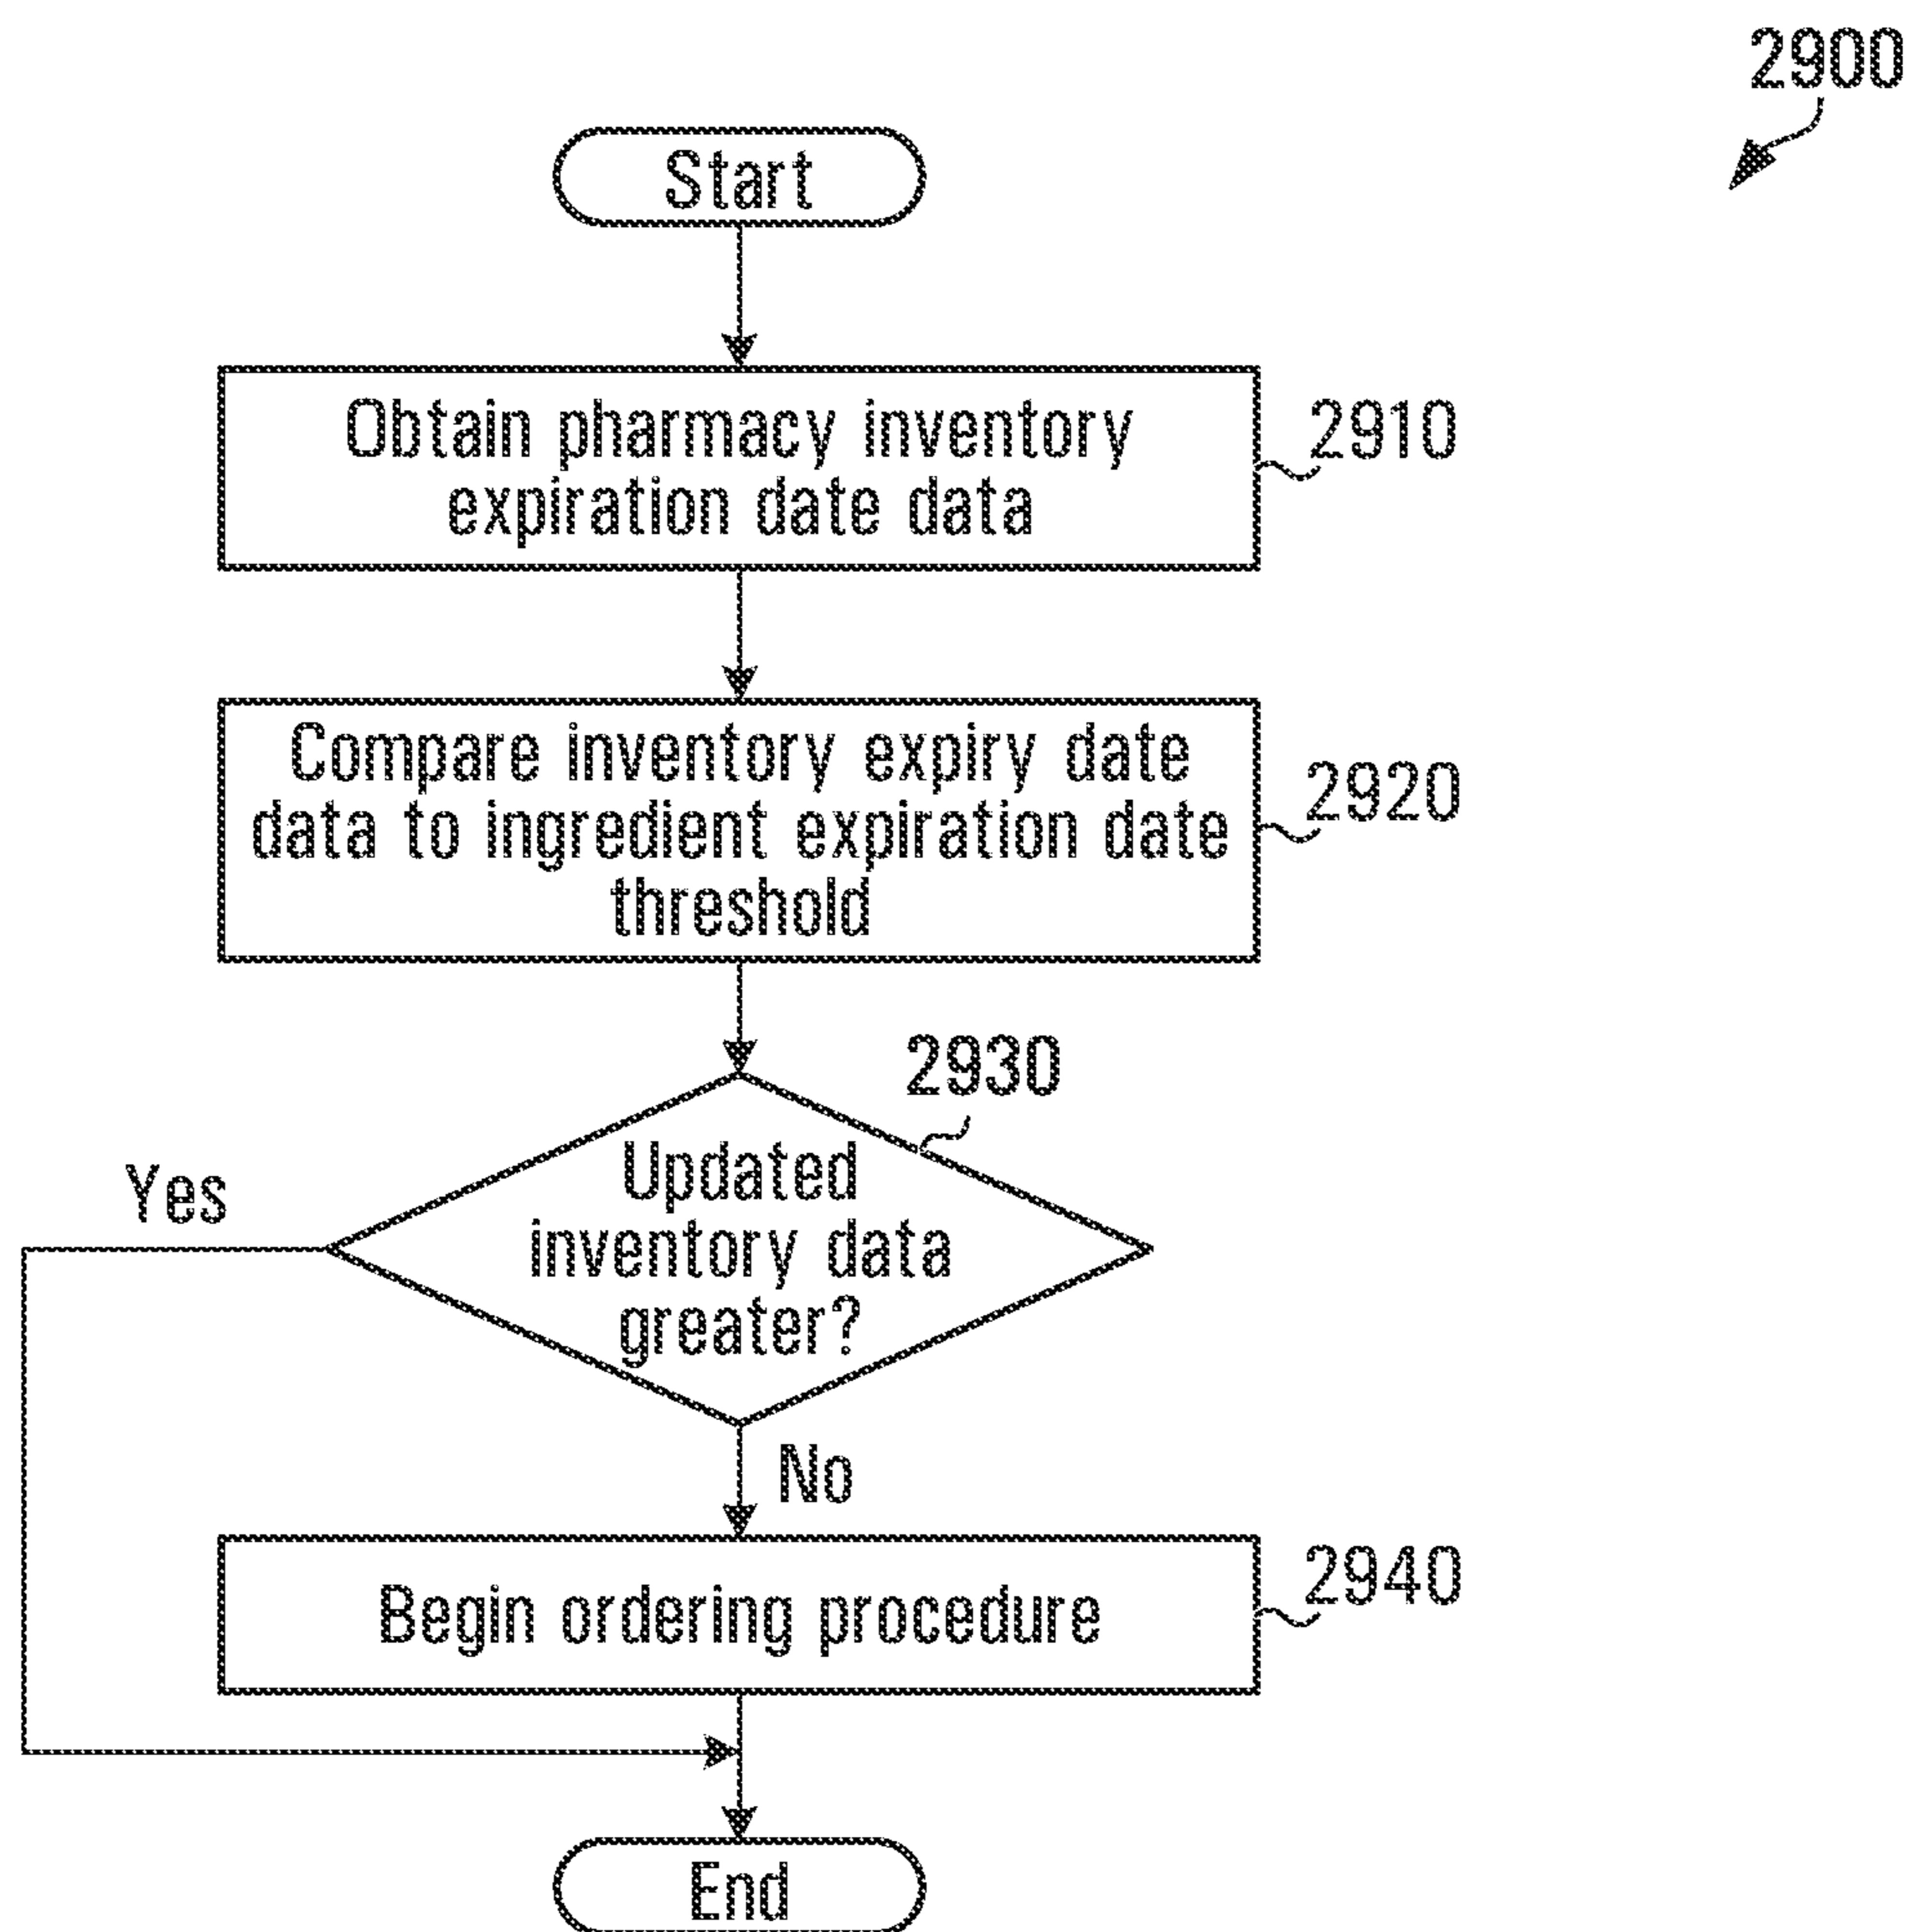 2900
Start
Obtain pharmacy inventory
expiration date data
2910
Compare inventory expiry date
data to ingredient expiration date
threshold
2920
2930
Updated
inventory data
greater?
Yes
No
Begin ordering procedure
2940
End